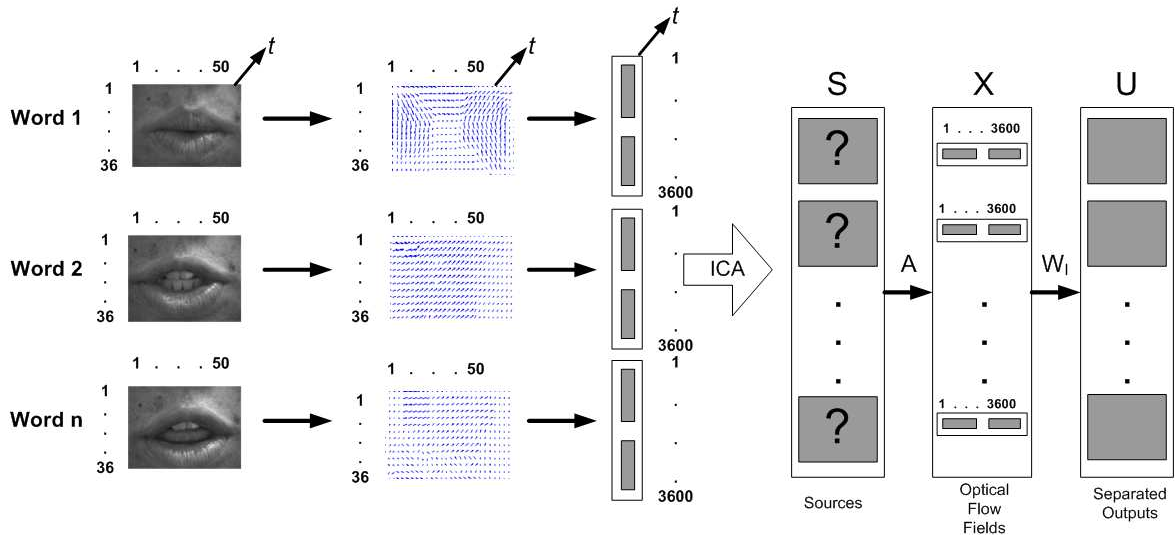 t
t
t
1 . . . 50
1 . . . 50
1
S
X
U
Word 1
1
.
.
.
36
1
.
.
.
36
.
.
.
3600
1 . . . 3600
?
1 . . . 50
1 . . . 50
1
1 . . . 3600
?
Word 2
1
.
.
.
36
1
.
.
.
36
.
.
.
3600
ICA
A
W_I
.
.
.
.
.
.
.
.
.
1 . . . 50
1 . . . 50
1
Word n
1
.
.
.
36
1
.
.
.
36
.
.
.
3600
1 . . . 3600
?
Sources
Optical
Flow
Fields
Separated
Outputs